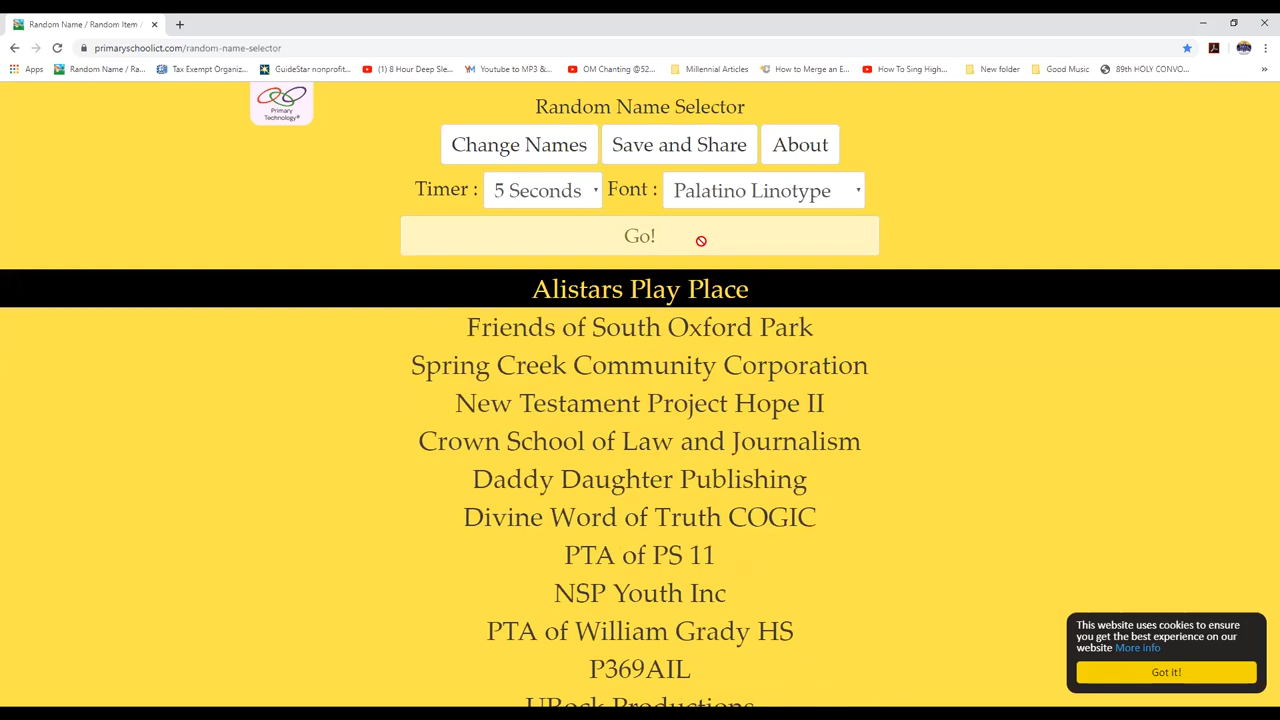 Random Name / Random Item /
primaryschoolict.com/random-name-selector
Apps Random Name / Ra... Tax Exempt Organiz... GuideStar nonprofit... (1) 8 Hour Deep Sle... Youtube to MP3 &... OM Chanting @52... Millennial Articles How to Merge an E... How To Sing High... New folder Good Music 89th HOLY CONVO...
Primary
Technology®
Random Name Selector
Change Names Save and Share About
Timer : 5 Seconds Font : Palatino Linotype
Go!
Alistars Play Place
Friends of South Oxford Park
Spring Creek Community Corporation
New Testament Project Hope II
Crown School of Law and Journalism
Daddy Daughter Publishing
Divine Word of Truth COGIC
PTA of PS 11
NSP Youth Inc
PTA of William Grady HS
P369AIL
URock Productions
This website uses cookies to ensure
you get the best experience on our
website More info
Got it!